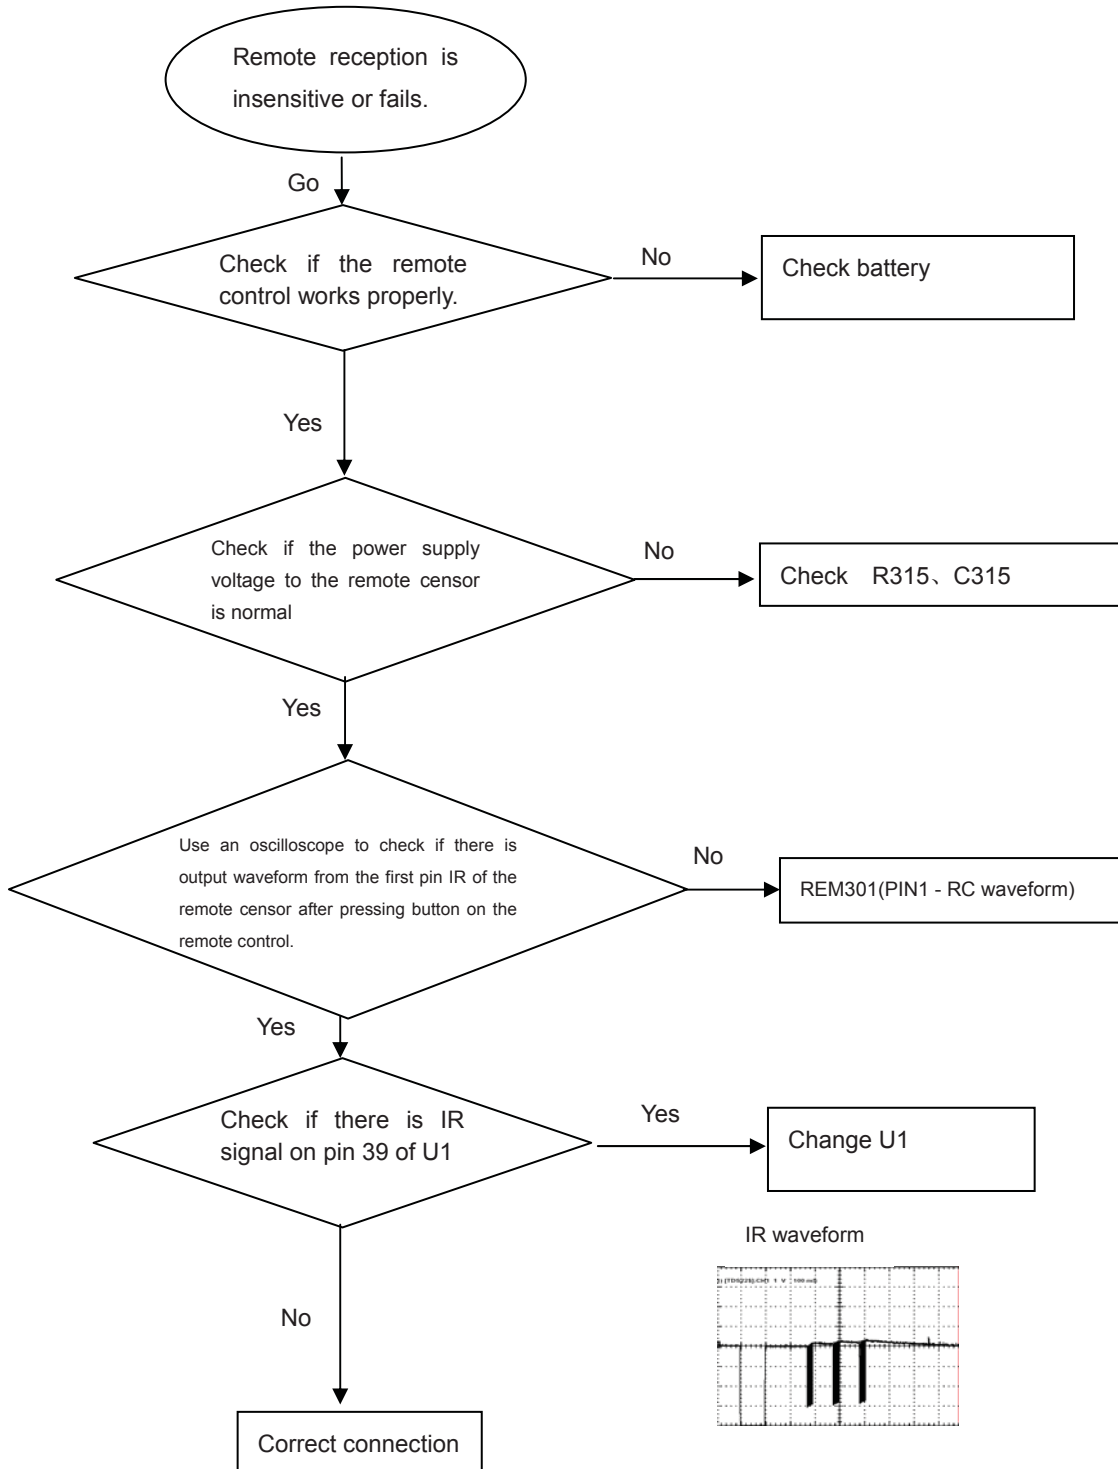 Remote reception is
insensitive or fails.
Go
Check if the remote
control works properly.
No
Check battery
Yes
Check if the power supply
voltage to the remote censor
is normal
No
Check R315、C315
Yes
Use an oscilloscope to check if there is
output waveform from the first pin IR of the
remote censor after pressing button on the
remote control.
No
REM301(PIN1 - RC waveform)
Yes
Check if there is IR
signal on pin 39 of U1
Yes
Change U1
IR waveform
No
Correct connection